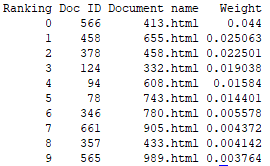 Ranking Doc ID Document name Weight
0 566 413.html 0.044
1 458 655.html 0.025063
2 378 458.html 0.022501
3 124 332.html 0.019038
4 94 608.html 0.01584
5 78 743.html 0.014401
6 346 780.html 0.005578
7 661 905.html 0.004372
8 357 433.html 0.004142
9 565 989.html 0.003764